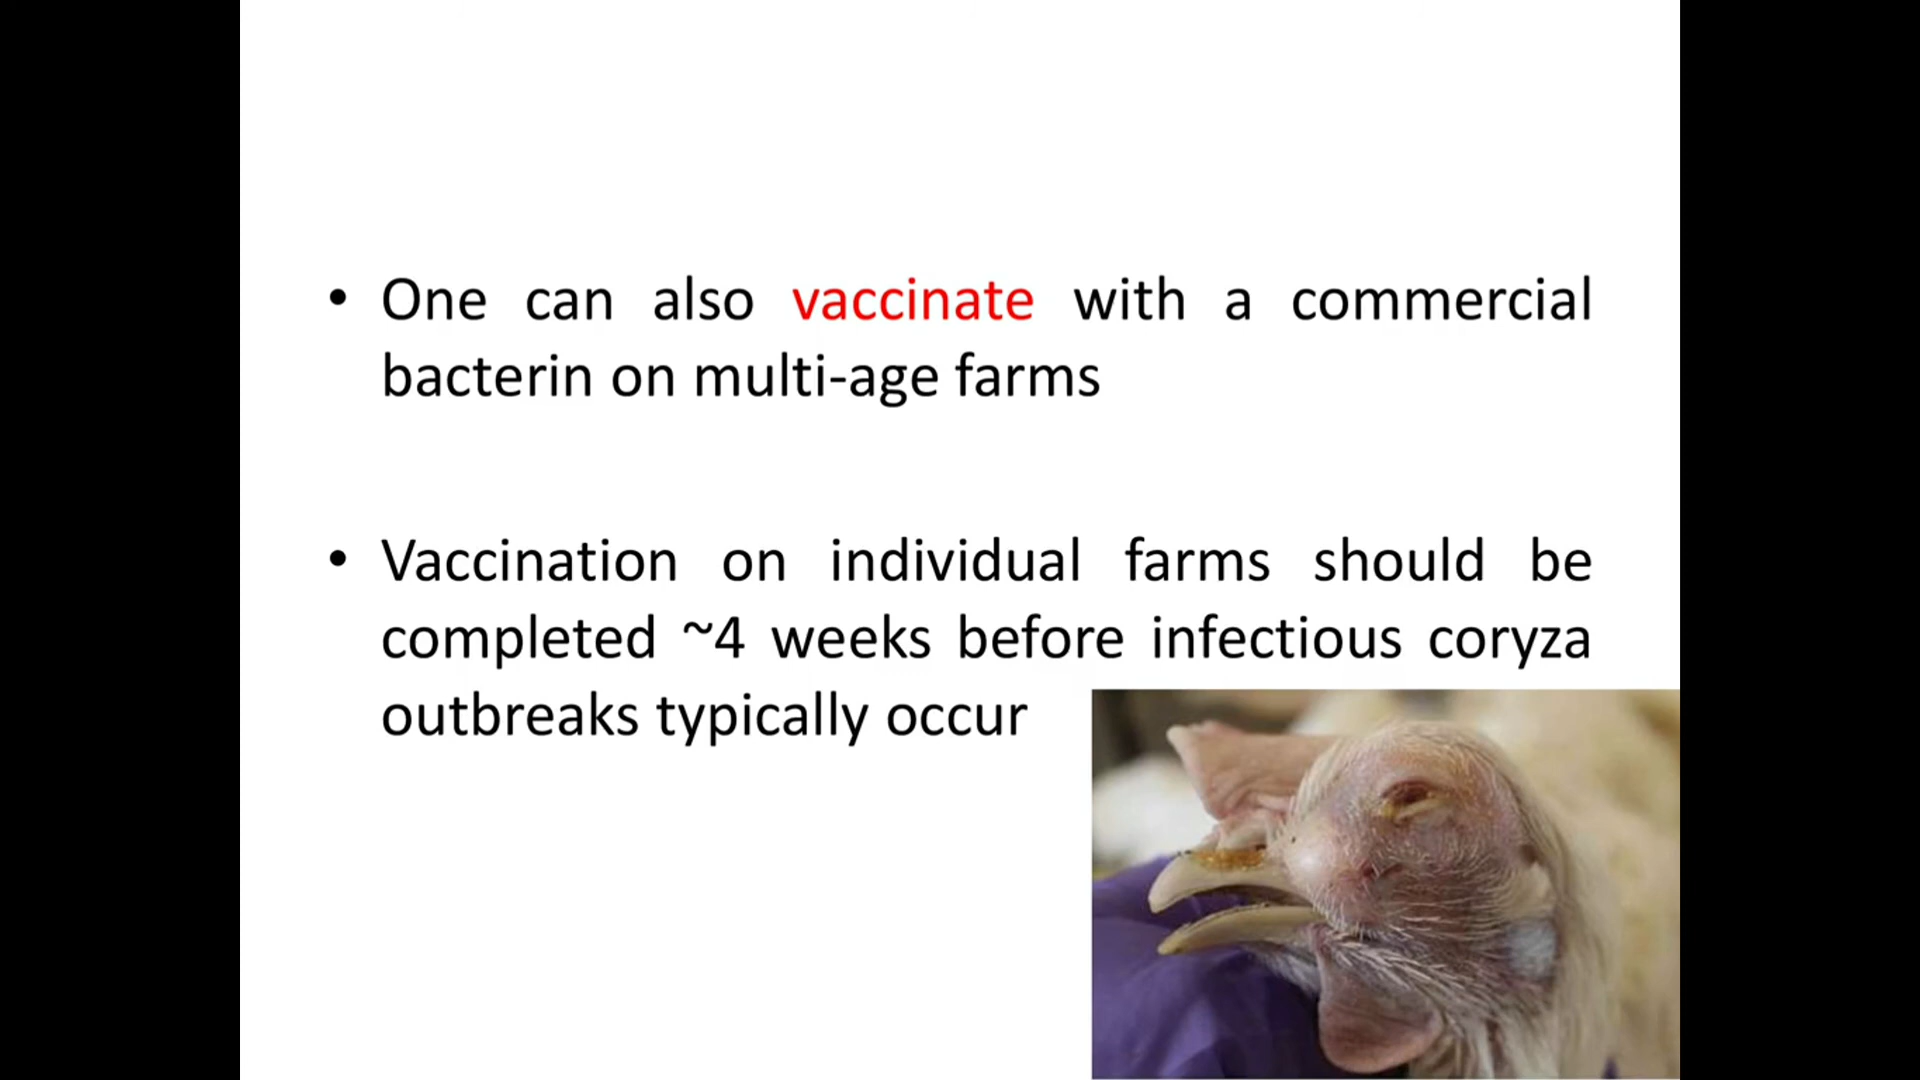 • One can also vaccinate with a commercial
bacterin on multi-age farms
• Vaccination on individual farms should be
completed ~4 weeks before infectious coryza
outbreaks typically occur